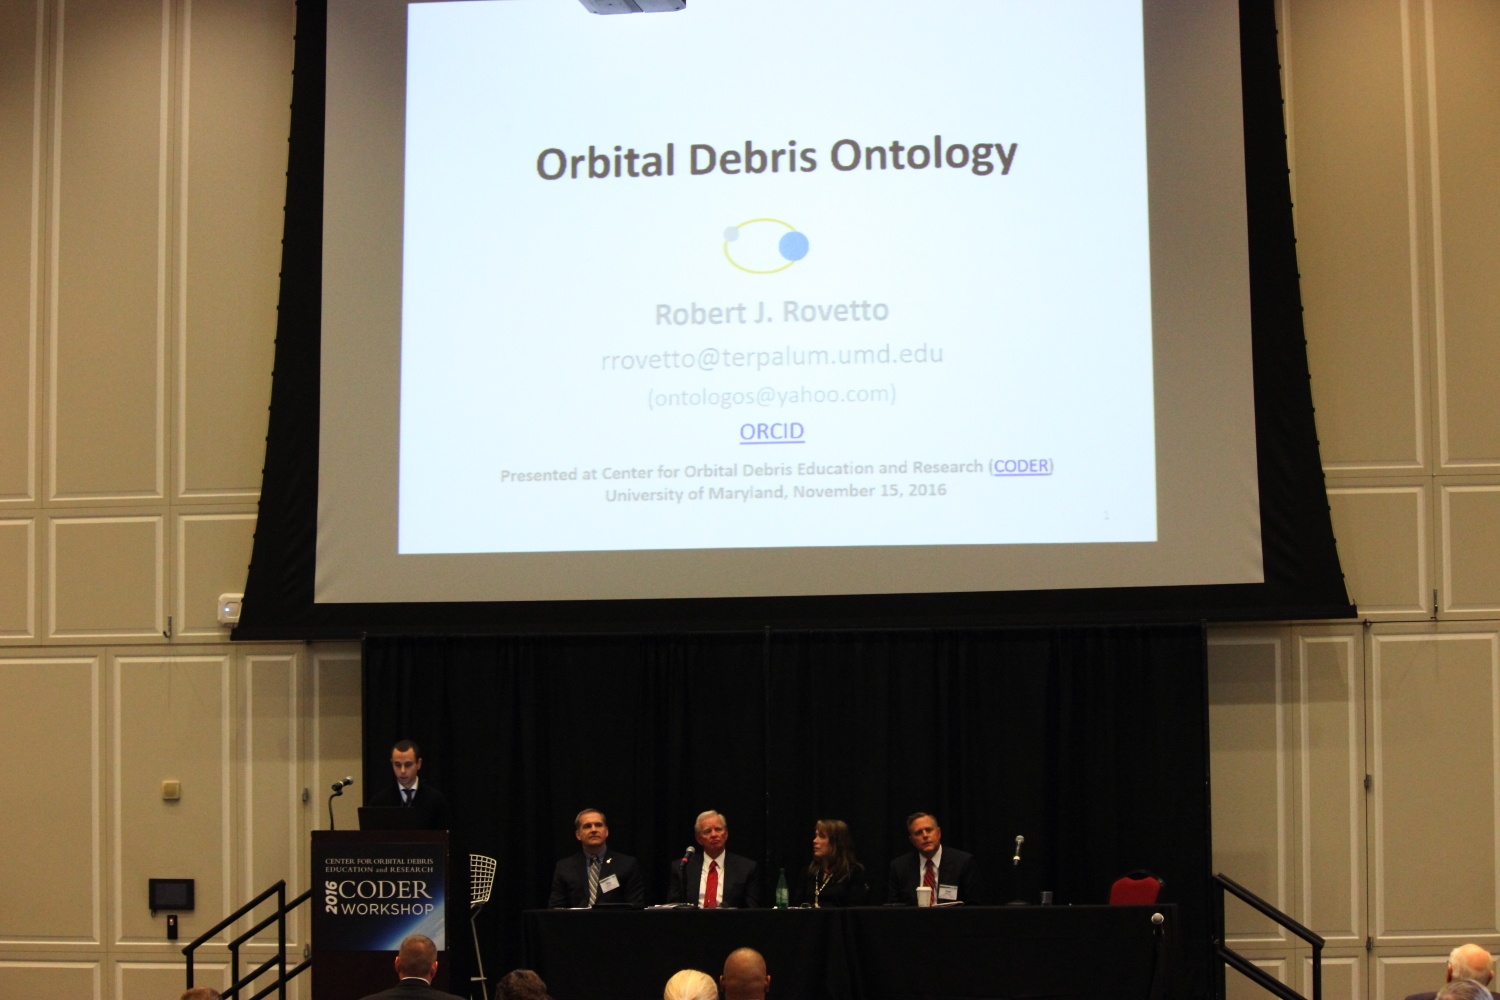 Orbital Debris Ontology
Robert J. Rovetto
rrovetto@terpalum.umd.edu
(ontologos@yahoo.com)
ORCID
Presented at Center for Orbital Debris Education and Research (CODER)
University of Maryland, November 15, 2016
1
CENTER FOR ORBITAL DEBRIS
EDUCATION and RESEARCH
2016
CODER
WORKSHOP